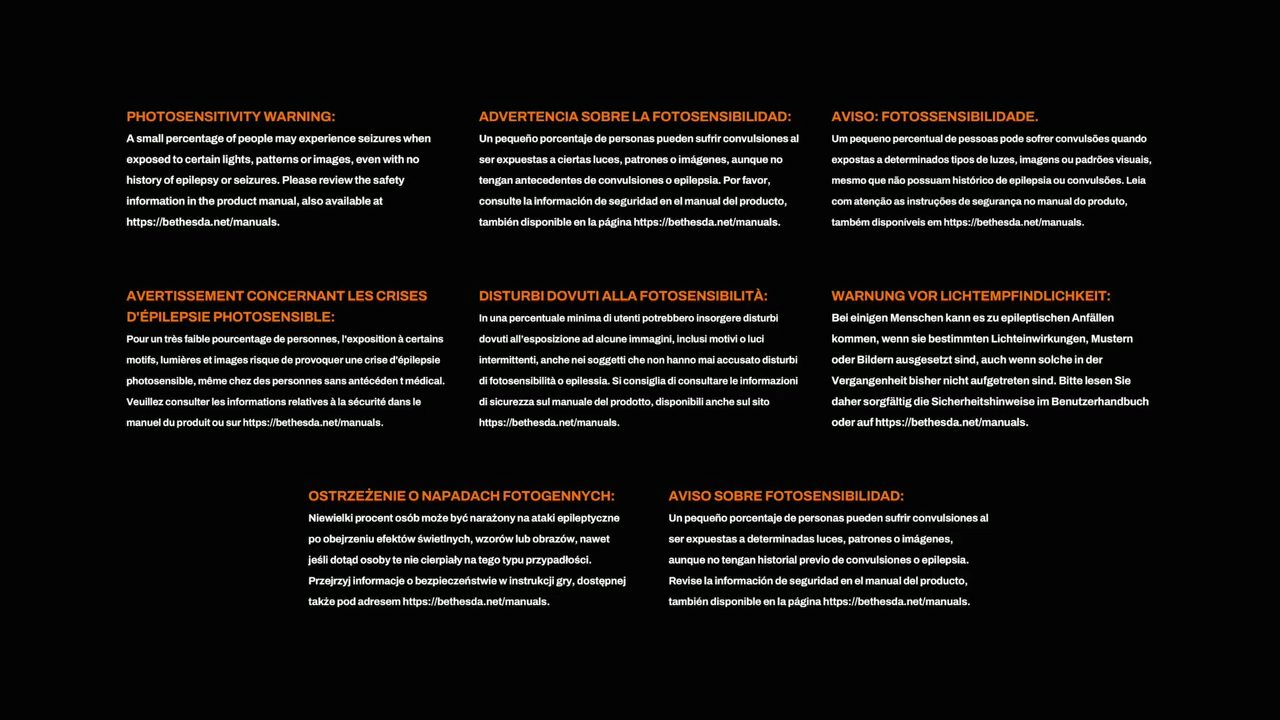 PHOTOSENSITIVITY WARNING:
A small percentage of people may experience seizures when
exposed to certain lights, patterns or images, even with no
history of epilepsy or seizures. Please review the safety
information in the product manual, also available at
https://bethesda.net/manuals.
ADVERTENCIA SOBRE LA FOTOSENSIBILIDAD:
Un pequeño porcentaje de personas pueden sufrir convulsiones al
ser expuestas a ciertas luces, patrones o imágenes, aunque no
tengan antecedentes de convulsiones o epilepsia. Por favor,
consulte la información de seguridad en el manual del producto,
también disponible en la página https://bethesda.net/manuals.
AVISO: FOTOSSENSIBILIDADE.
Um pequeno percentual de pessoas pode sofrer convulsões quando
expostas a determinados tipos de luzes, imagens ou padrões visuais,
mesmo que não possuam histórico de epilepsia ou convulsões. Leia
com atenção as instruções de segurança no manual do produto,
também disponíveis em https://bethesda.net/manuals.
AVERTISSEMENT CONCERNANT LES CRISES
D'ÉPILEPSIE PHOTOSENSIBLE:
Pour un très faible pourcentage de personnes, l'exposition à certains
motifs, lumières et images risque de provoquer une crise d'épilepsie
photosensible, même chez des personnes sans antécéden t médical.
Veuillez consulter les informations relatives à la sécurité dans le
manuel du produit ou sur https://bethesda.net/manuals.
DISTURBI DOVUTI ALLA FOTOSENSIBILITÀ:
In una percentuale minima di utenti potrebbero insorgere disturbi
dovuti all'esposizione ad alcune immagini, inclusi motivi o luci
intermittenti, anche nei soggetti che non hanno mai accusato disturbi
di fotosensibilità o epilessia. Si consiglia di consultare le informazioni
di sicurezza sul manuale del prodotto, disponibili anche sul sito
https://bethesda.net/manuals.
WARNUNG VOR LICHTEMPFINDLICHKEIT:
Bei einigen Menschen kann es zu epileptischen Anfällen
kommen, wenn sie bestimmten Lichteinwirkungen, Mustern
oder Bildern ausgesetzt sind, auch wenn solche in der
Vergangenheit bisher nicht aufgetreten sind. Bitte lesen Sie
daher sorgfältig die Sicherheitshinweise im Benutzerhandbuch
oder auf https://bethesda.net/manuals.
OSTRZEŻENIE O NAPADACH FOTOGENNYCH:
Niewielki procent osób może być narażony na ataki epileptyczne
po obejrzeniu efektów świetlnych, wzorów lub obrazów, nawet
jeśli dotąd osoby te nie cierpiały na tego typu przypadłości.
Przejrzyj informacje o bezpieczeństwie w instrukcji gry, dostępnej
także pod adresem https://bethesda.net/manuals.
AVISO SOBRE FOTOSENSIBILIDAD:
Un pequeño porcentaje de personas pueden sufrir convulsiones al
ser expuestas a determinadas luces, patrones o imágenes,
aunque no tengan historial previo de convulsiones o epilepsia.
Revise la información de seguridad en el manual del producto,
también disponible en la página https://bethesda.net/manuals.